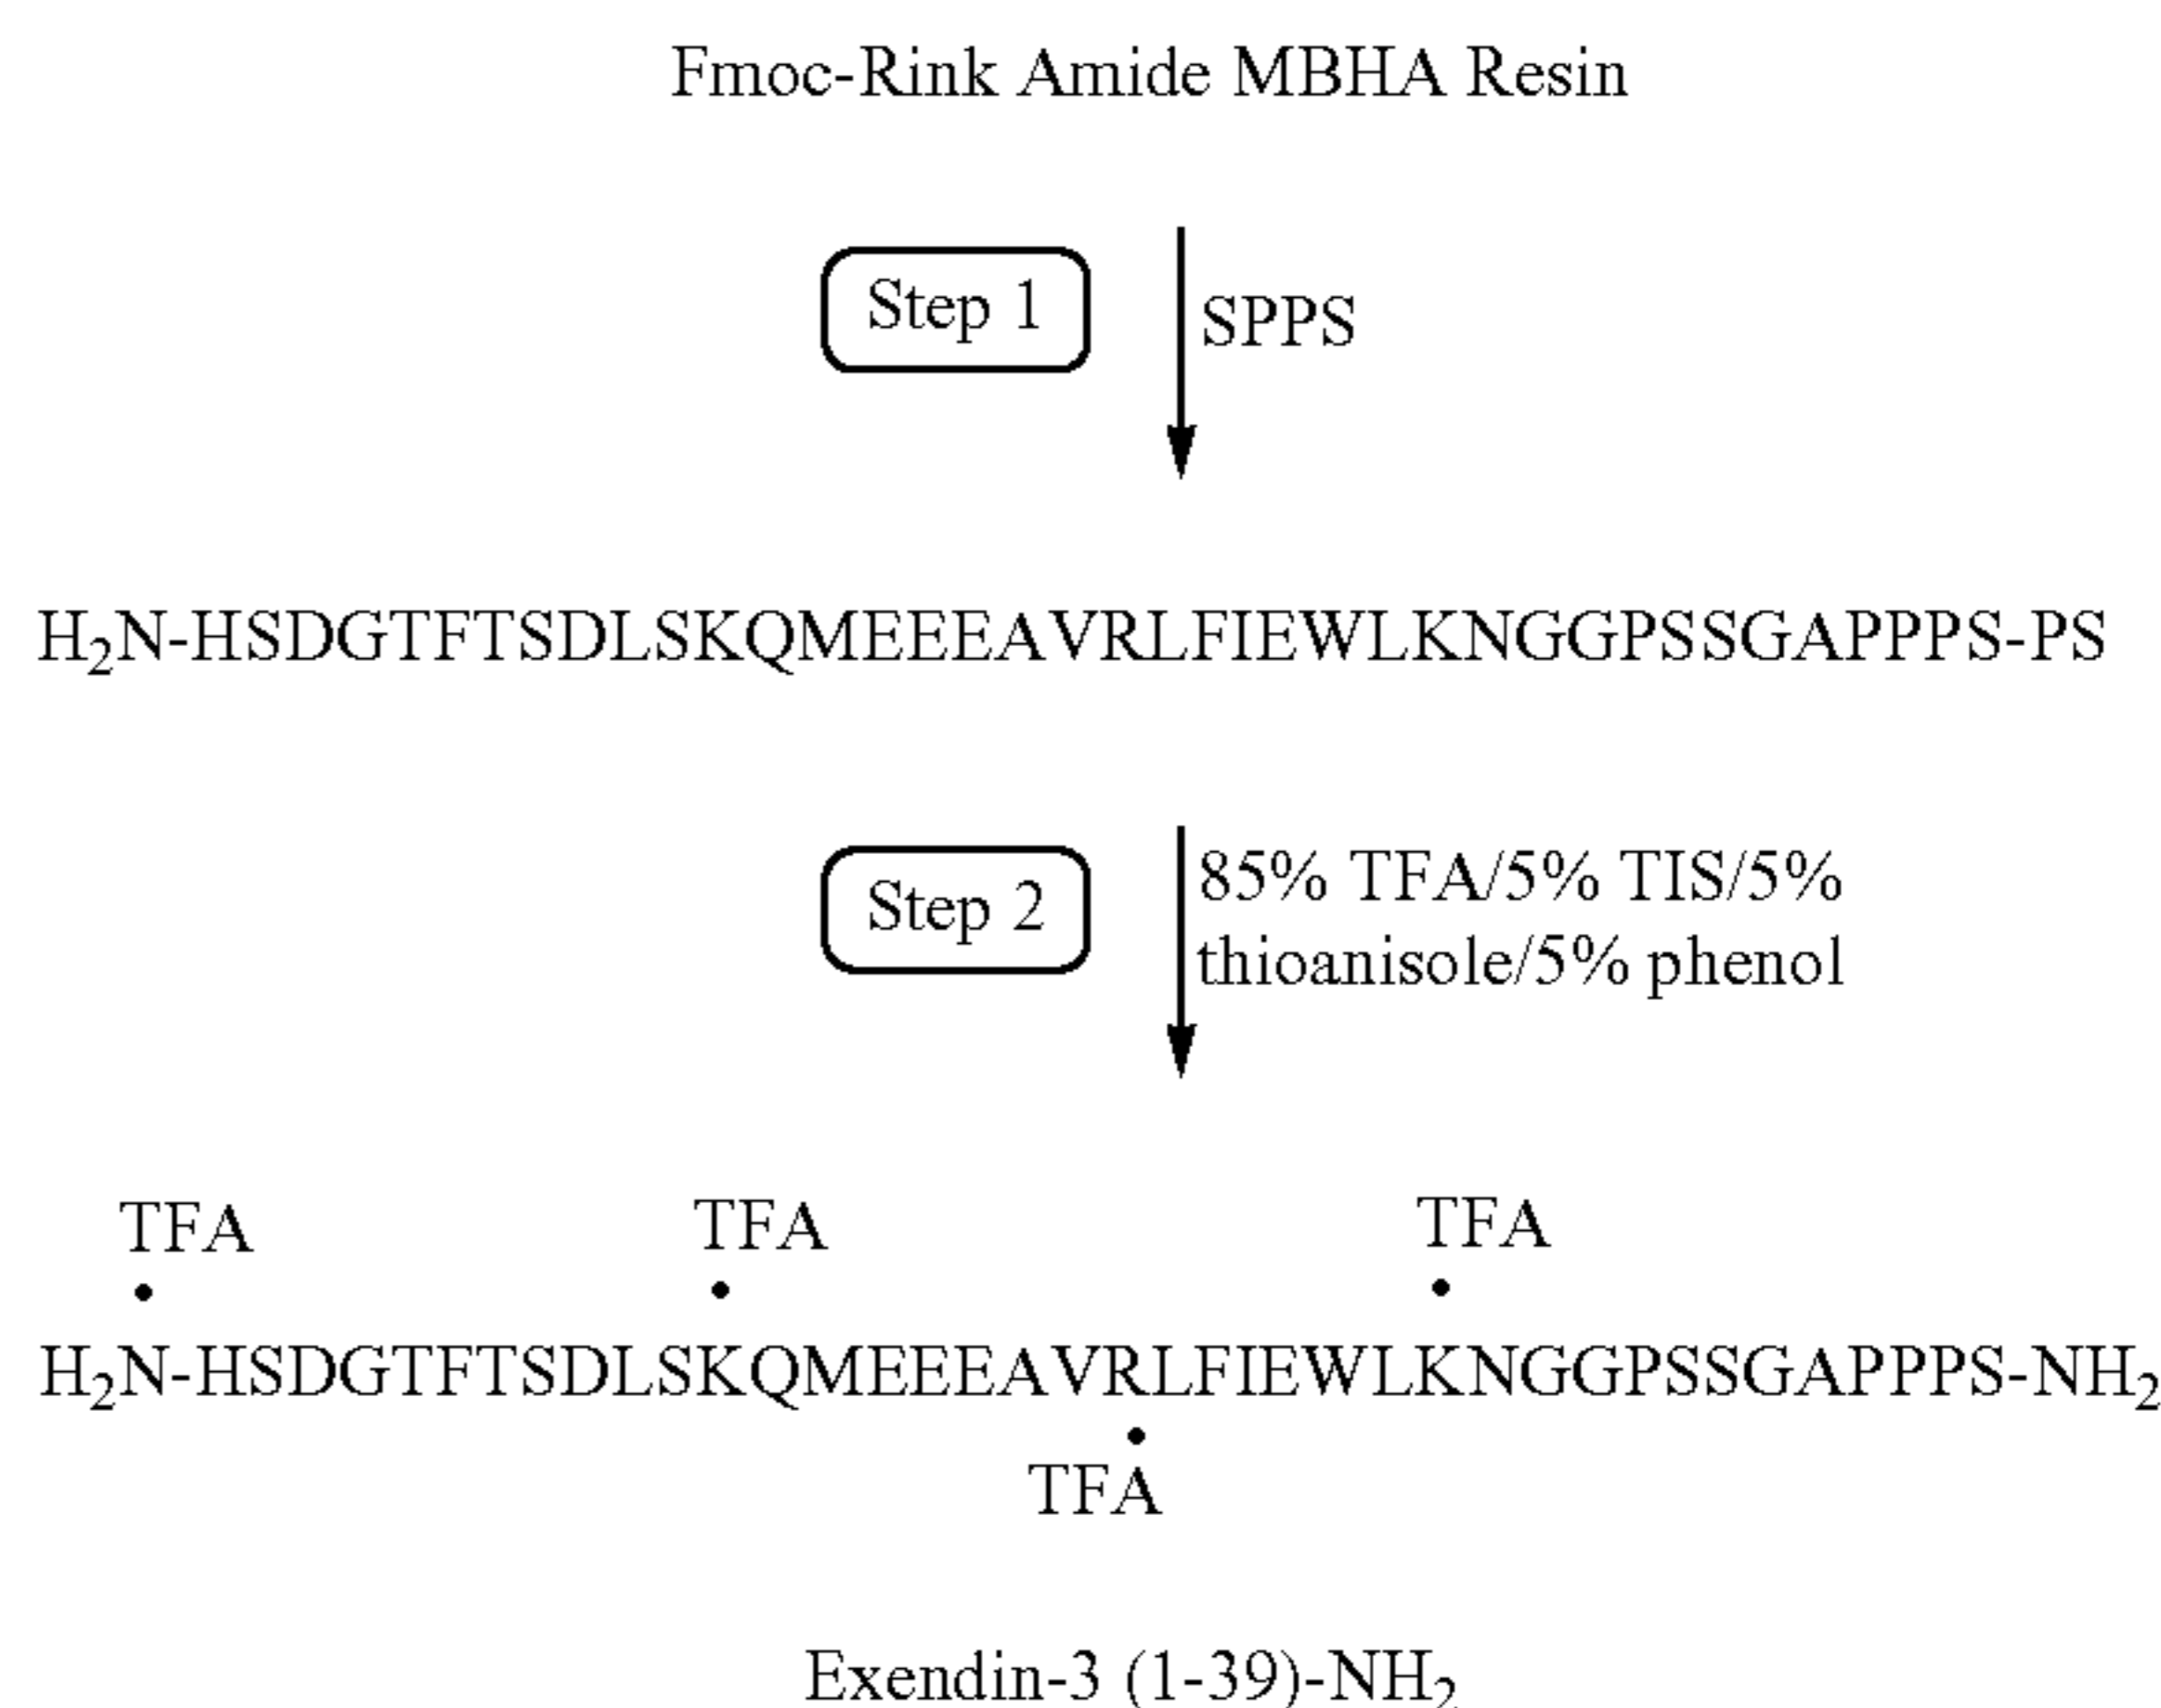 Fmoc-Rink Amide MBHA Resin
Step 1
SPPS
H₂N-HSDGTFTSDLSKQMEEEAVRLFIEWLKNGGPSSGAPPPS-PS
Step 2
85% TFA/5% TIS/5%
thioanisole/5% phenol
TFA TFA TFA
• • •
H₂N-HSDGTFTSDLSKQMEEEAVRLFIEWLKNGGPSSGAPPPS-NH₂
•
TFA
Exendin-3 (1-39)-NH₂